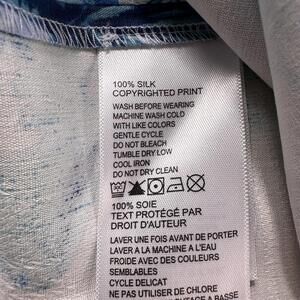 100% SILK
COPYRIGHTED PRINT
WASH BEFORE WEARING
MACHINE WASH COLD
WITH LIKE COLORS
GENTLE CYCLE
DO NOT BLEACH
TUMBLE DRY LOW
COOL IRON
DO NOT DRY CLEAN
100% SOIE
TEXT PROTÉGÉ PAR
DROIT D'AUTEUR
LAVER UNE FOIS AVANT DE PORTER
LAVER A LA MACHINE A L'EAU
FROIDE AVEC DES COULEURS
SEMBLABLES
CYCLE DELICAT
NE PAS UTILISER DE CHLORE